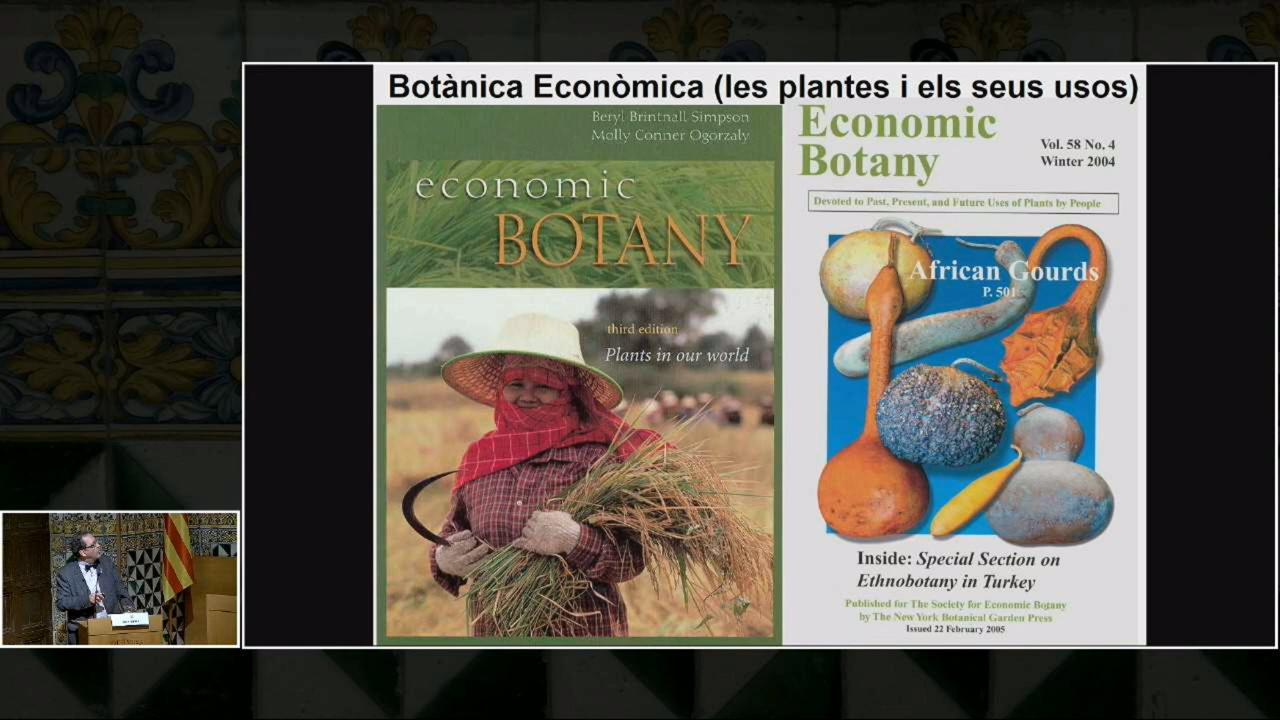 Botànica Econòmica (les plantes i els seus usos)
Beryl Brintnall Simpson
Molly Conner Ogorzaly
economic
BOTANY
third edition
Plants in our world
Economic
Botany
Vol. 58 No. 4
Winter 2004
Devoted to Past, Present, and Future Uses of Plants by People
African Gourds
P. 501
Inside: Special Section on
Ethnobotany in Turkey
Published for The Society for Economic Botany
by The New York Botanical Garden Press
Issued 22 February 2005